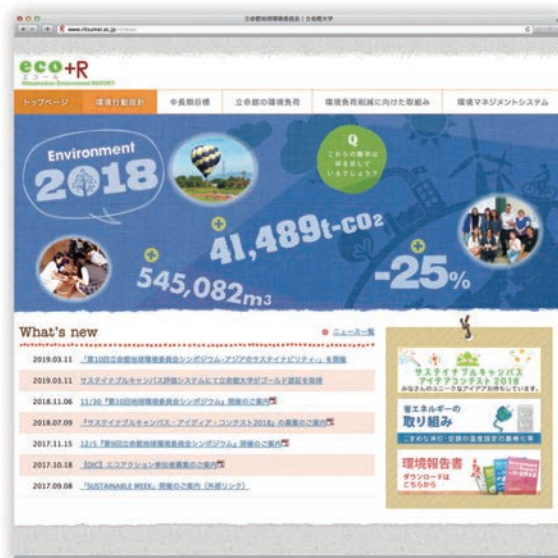 立命館地球環境委員会 | 立命館大学
www.ritsumei.ac.jp
eco+R
エコール
Ritsumeikan Environment REPORT
トップページ
環境行動指針
中長期目標
立命館の環境負荷
環境負荷削減に向けた取組み
環境マネジメントシステム
Environment
2018
Q
これらの数字は
何を示して
いるでしょう？
41,489t-CO2
545,082m3
-25%
What's new
ニュース一覧
2019.03.11 「第10回立命館地球環境委員会シンポジウム-アジアのサステイナビリティ-」を開催
2019.03.11 サステイナブルキャンパス評価システムにて立命館大学がゴールド認証を取得
2018.11.06 11/30「第10回立命館地球環境委員会シンポジウム」開催のご案内
2018.07.09 『サステイナブルキャンパス・アイディア・コンテスト2018』の募集のご案内
2017.11.15 12/5「第9回立命館地球環境委員会シンポジウム」開催のご案内
2017.10.18 【OIC】エコアクション参加者募集のご案内
2017.09.08 「SUSTAINABLE WEEK」開催のご案内（外部リンク）
サステイナブルキャンパス
アイデアコンテスト2018
みなさんのユニークなアイデアお待ちしています。
省エネルギーの
取り組み
こまめな消灯・空調の温度設定の最適化等
環境報告書
ダウンロードは
こちらから